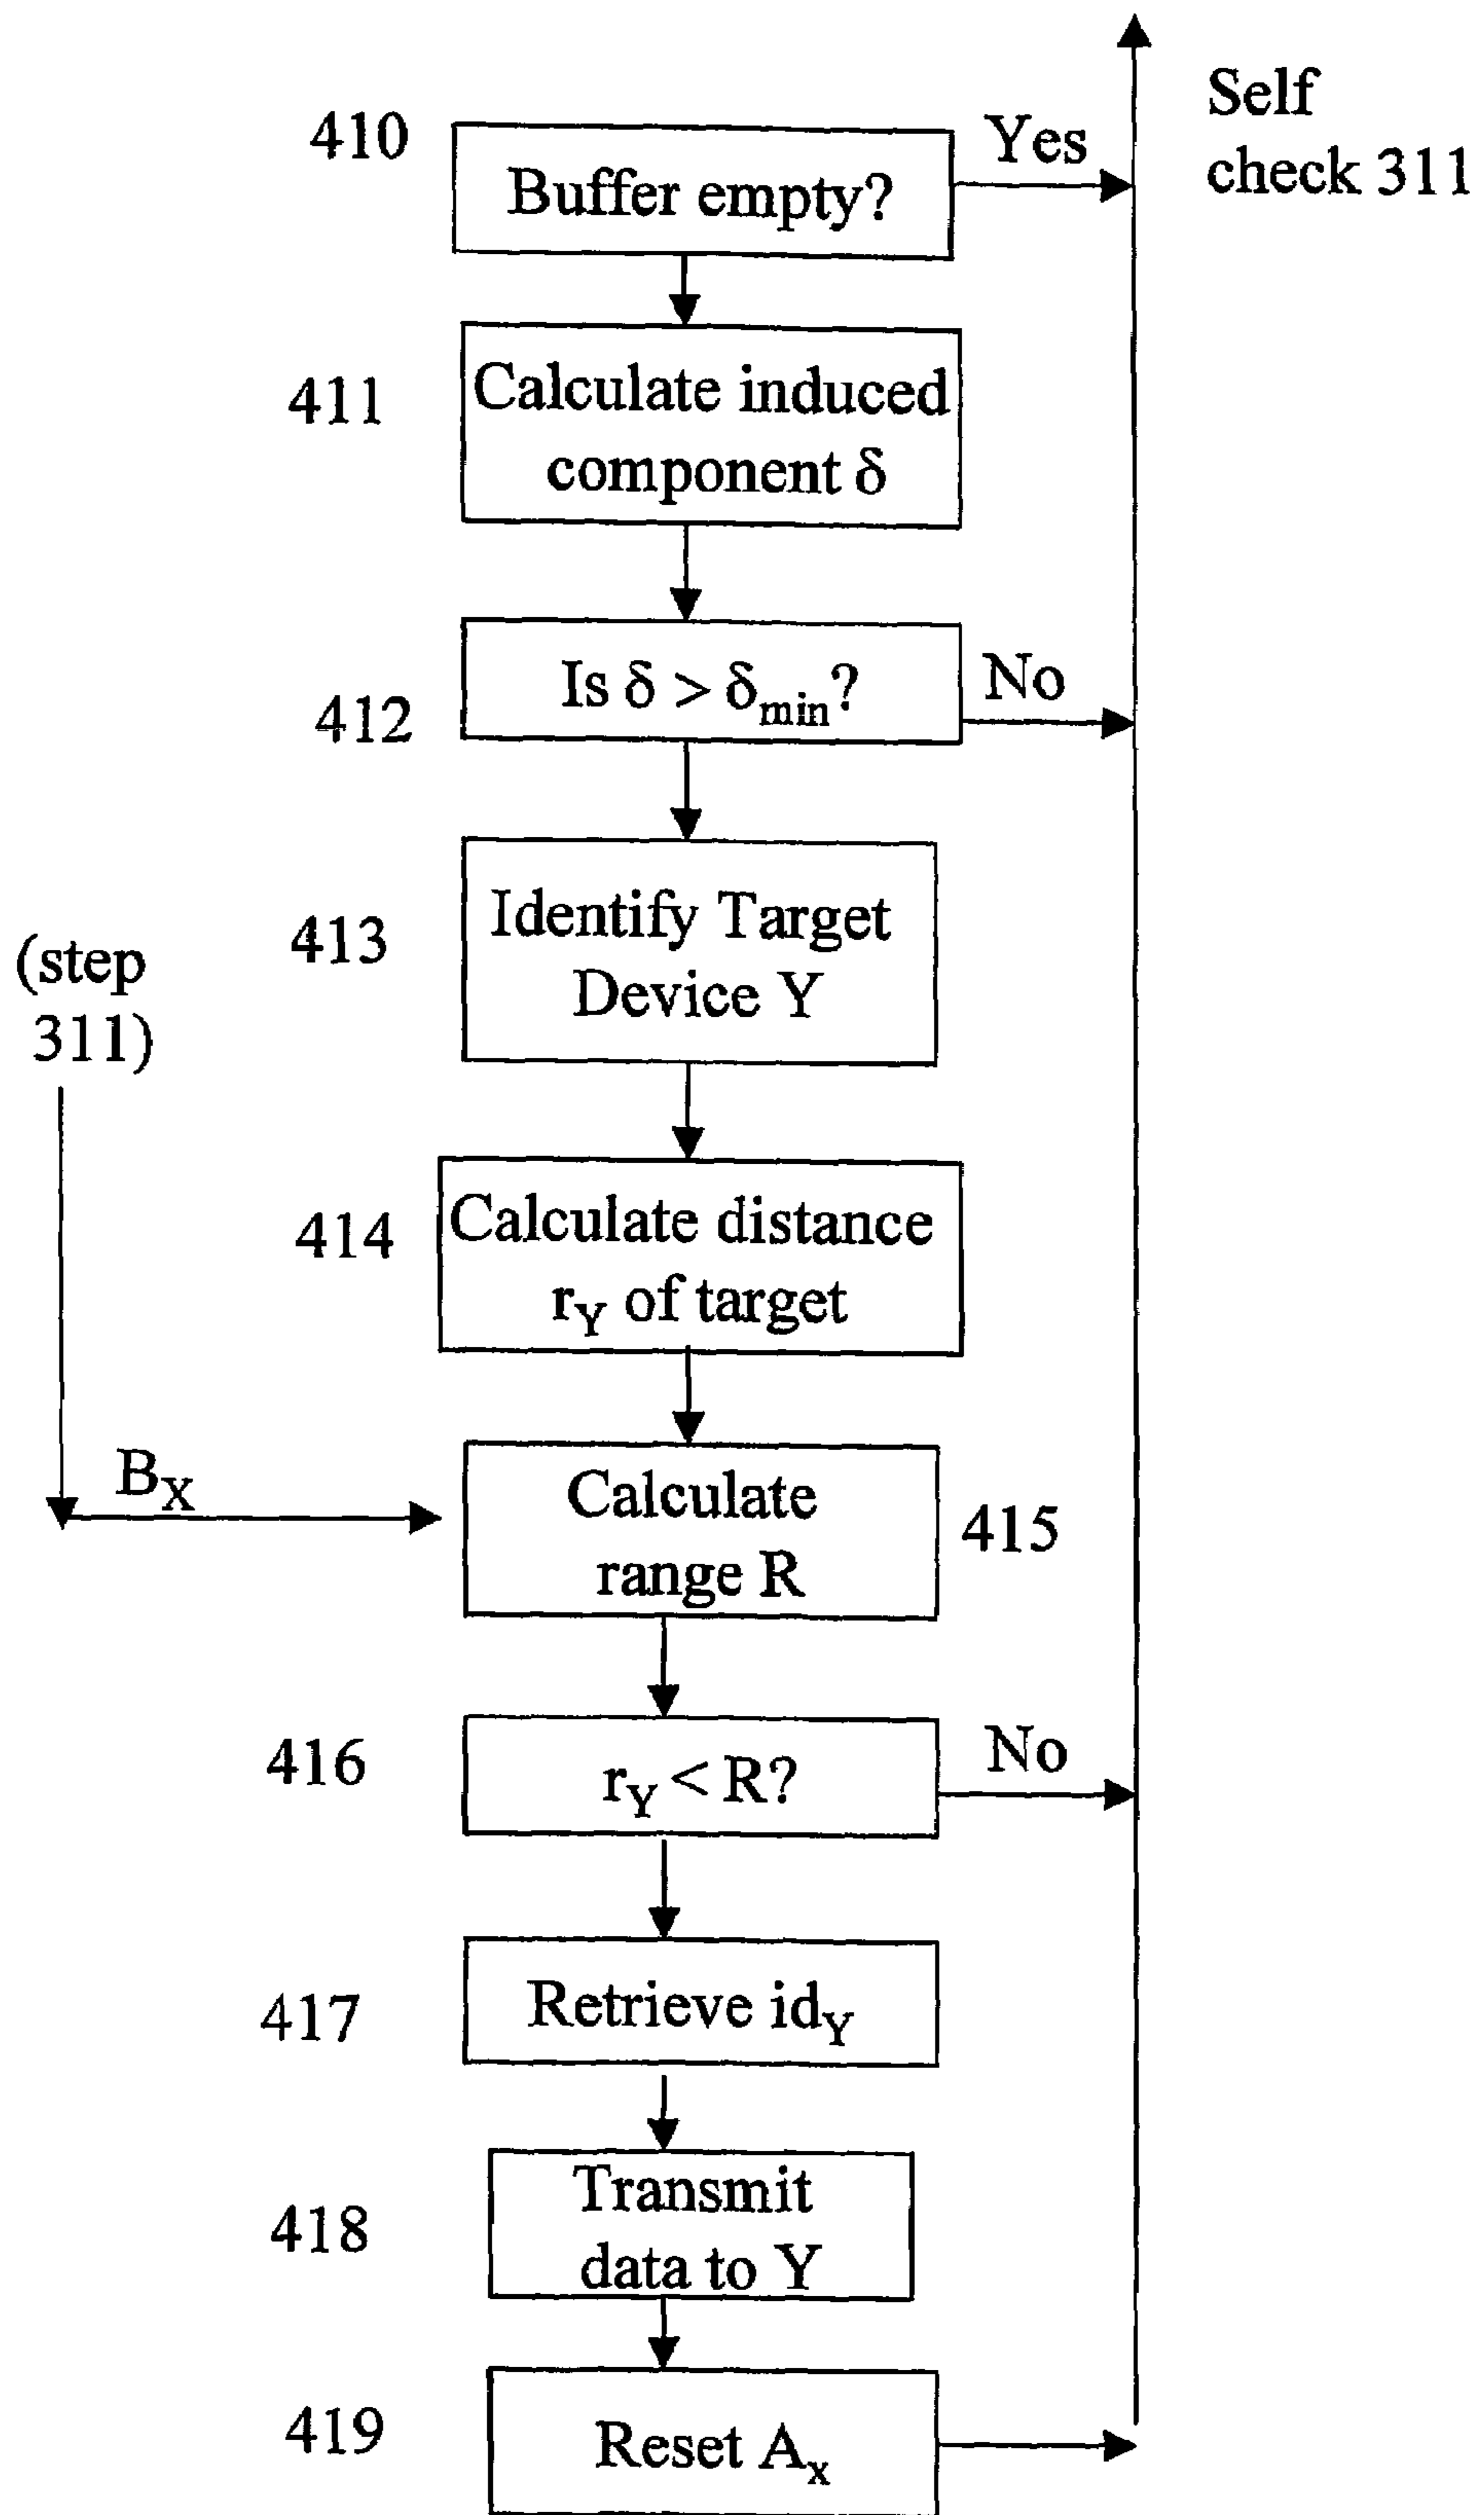 Self
check 311
410
Buffer empty?
Yes
411
Calculate induced
component δ
412
Is δ > δmin?
No
413
Identify Target
Device Y
(step
311)
414
Calculate distance
rY of target
BX
Calculate
range R
415
416
rY < R?
No
417
Retrieve idY
418
Transmit
data to Y
419
Reset Ax